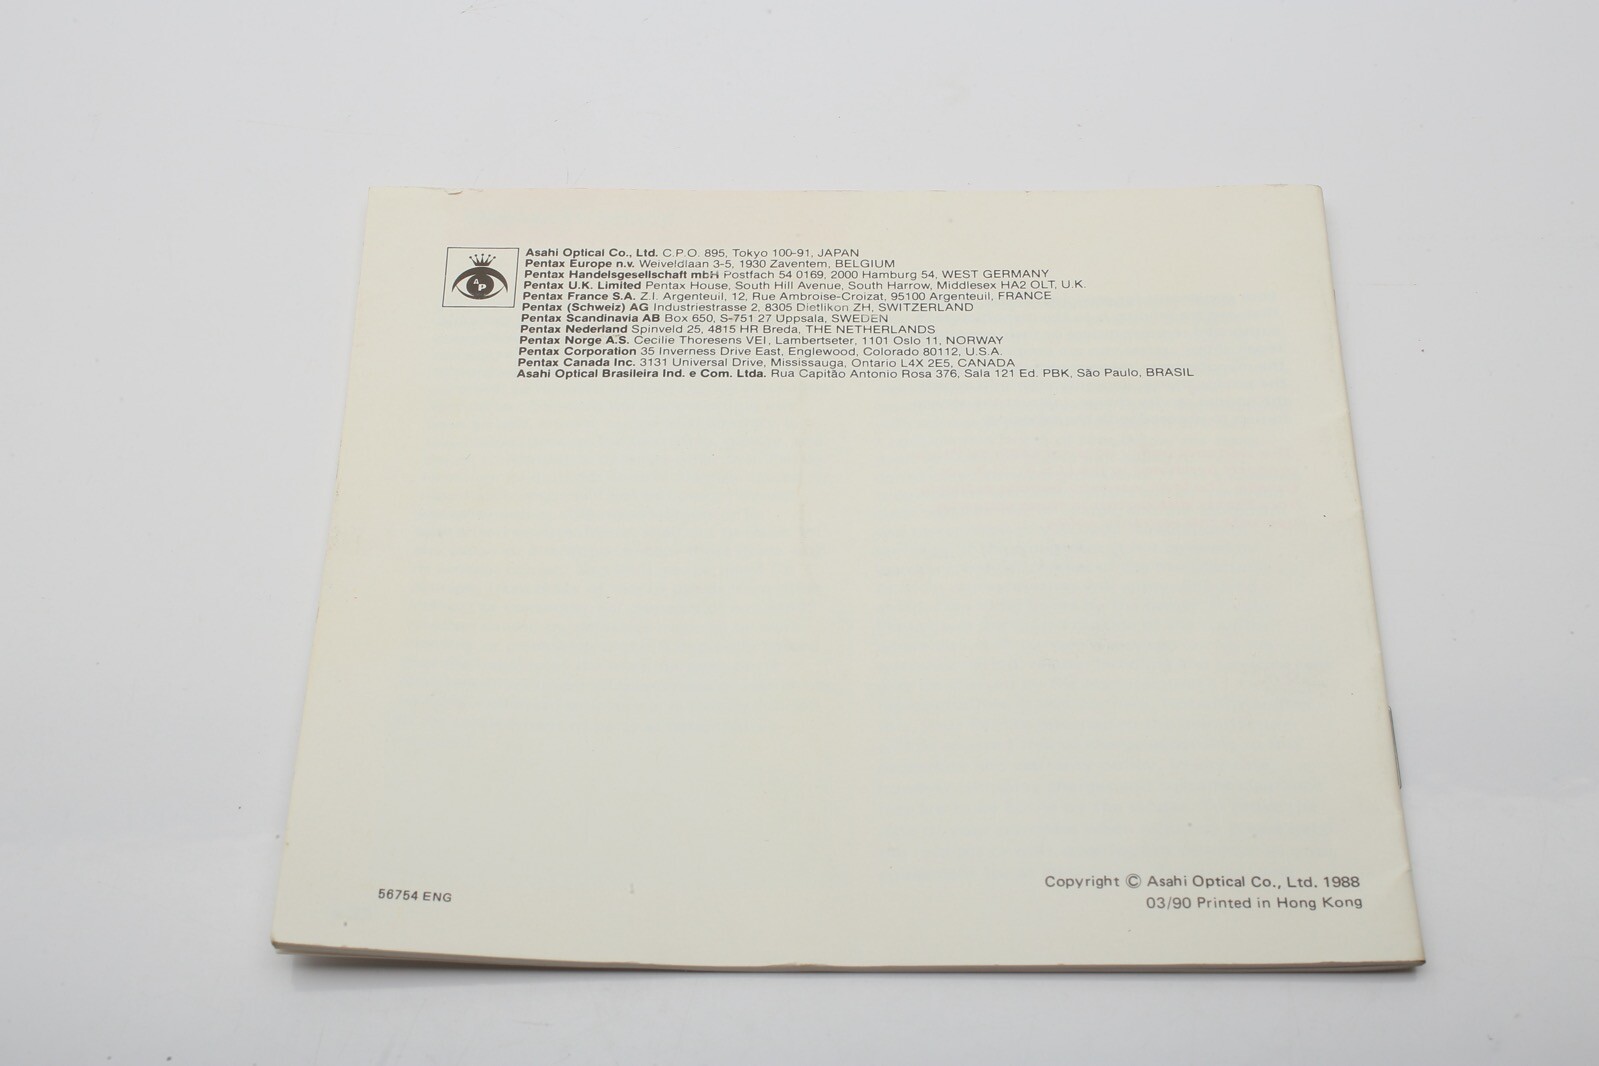 AP
Asahi Optical Co., Ltd. C.P.O. 895, Tokyo 100-91, JAPAN
Pentax Europe n.v. Weiveldlaan 3-5, 1930 Zaventem, BELGIUM
Pentax Handelsgesellschaft mbH Postfach 54 0169, 2000 Hamburg 54, WEST GERMANY
Pentax U.K. Limited Pentax House, South Hill Avenue, South Harrow, Middlesex HA2 OLT, U.K.
Pentax France S.A. Z.I. Argenteuil, 12, Rue Ambroise-Croizat, 95100 Argenteuil, FRANCE
Pentax (Schweiz) AG Industriestrasse 2, 8305 Dietlikon ZH, SWITZERLAND
Pentax Scandinavia AB Box 650, S-751 27 Uppsala, SWEDEN
Pentax Nederland Spinveld 25, 4815 HR Breda, THE NETHERLANDS
Pentax Norge A.S. Cecilie Thoresens VEI, Lambertseter, 1101 Oslo 11, NORWAY
Pentax Corporation 35 Inverness Drive East, Englewood, Colorado 80112, U.S.A.
Pentax Canada Inc. 3131 Universal Drive, Mississauga, Ontario L4X 2E5, CANADA
Asahi Optical Brasileira Ind. e Com. Ltda. Rua Capitão Antonio Rosa 376, Sala 121 Ed. PBK, São Paulo, BRASIL
56754 ENG
Copyright © Asahi Optical Co., Ltd. 1988
03/90 Printed in Hong Kong